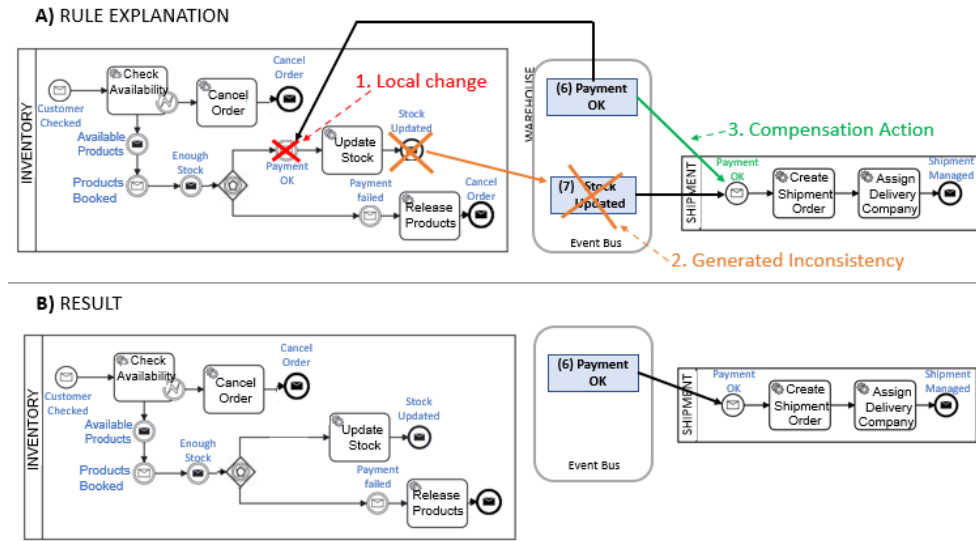 A) RULE EXPLANATION
INVENTORY
Customer
Checked
Check
Availability
Cancel
Order
Cancel
Order
Available
Products
Products
Booked
Enough
Stock
1. Local change
Payment
OK
Update
Stock
Stock
Updated
Payment
failed
Release
Products
Cancel
Order
WAREHOUSE
(6) Payment
OK
(7) Stock
Updated
Event Bus
3. Compensation Action
2. Generated Inconsistency
SHIPMENT
Payment
OK
Create
Shipment
Order
Assign
Delivery
Company
Shipment
Managed
B) RESULT
INVENTORY
Customer
Checked
Check
Availability
Cancel
Order
Cancel
Order
Available
Products
Products
Booked
Enough
Stock
Update
Stock
Stock
Updated
Payment
failed
Release
Products
(6) Payment
OK
Event Bus
SHIPMENT
Payment
OK
Create
Shipment
Order
Assign
Delivery
Company
Shipment
Managed